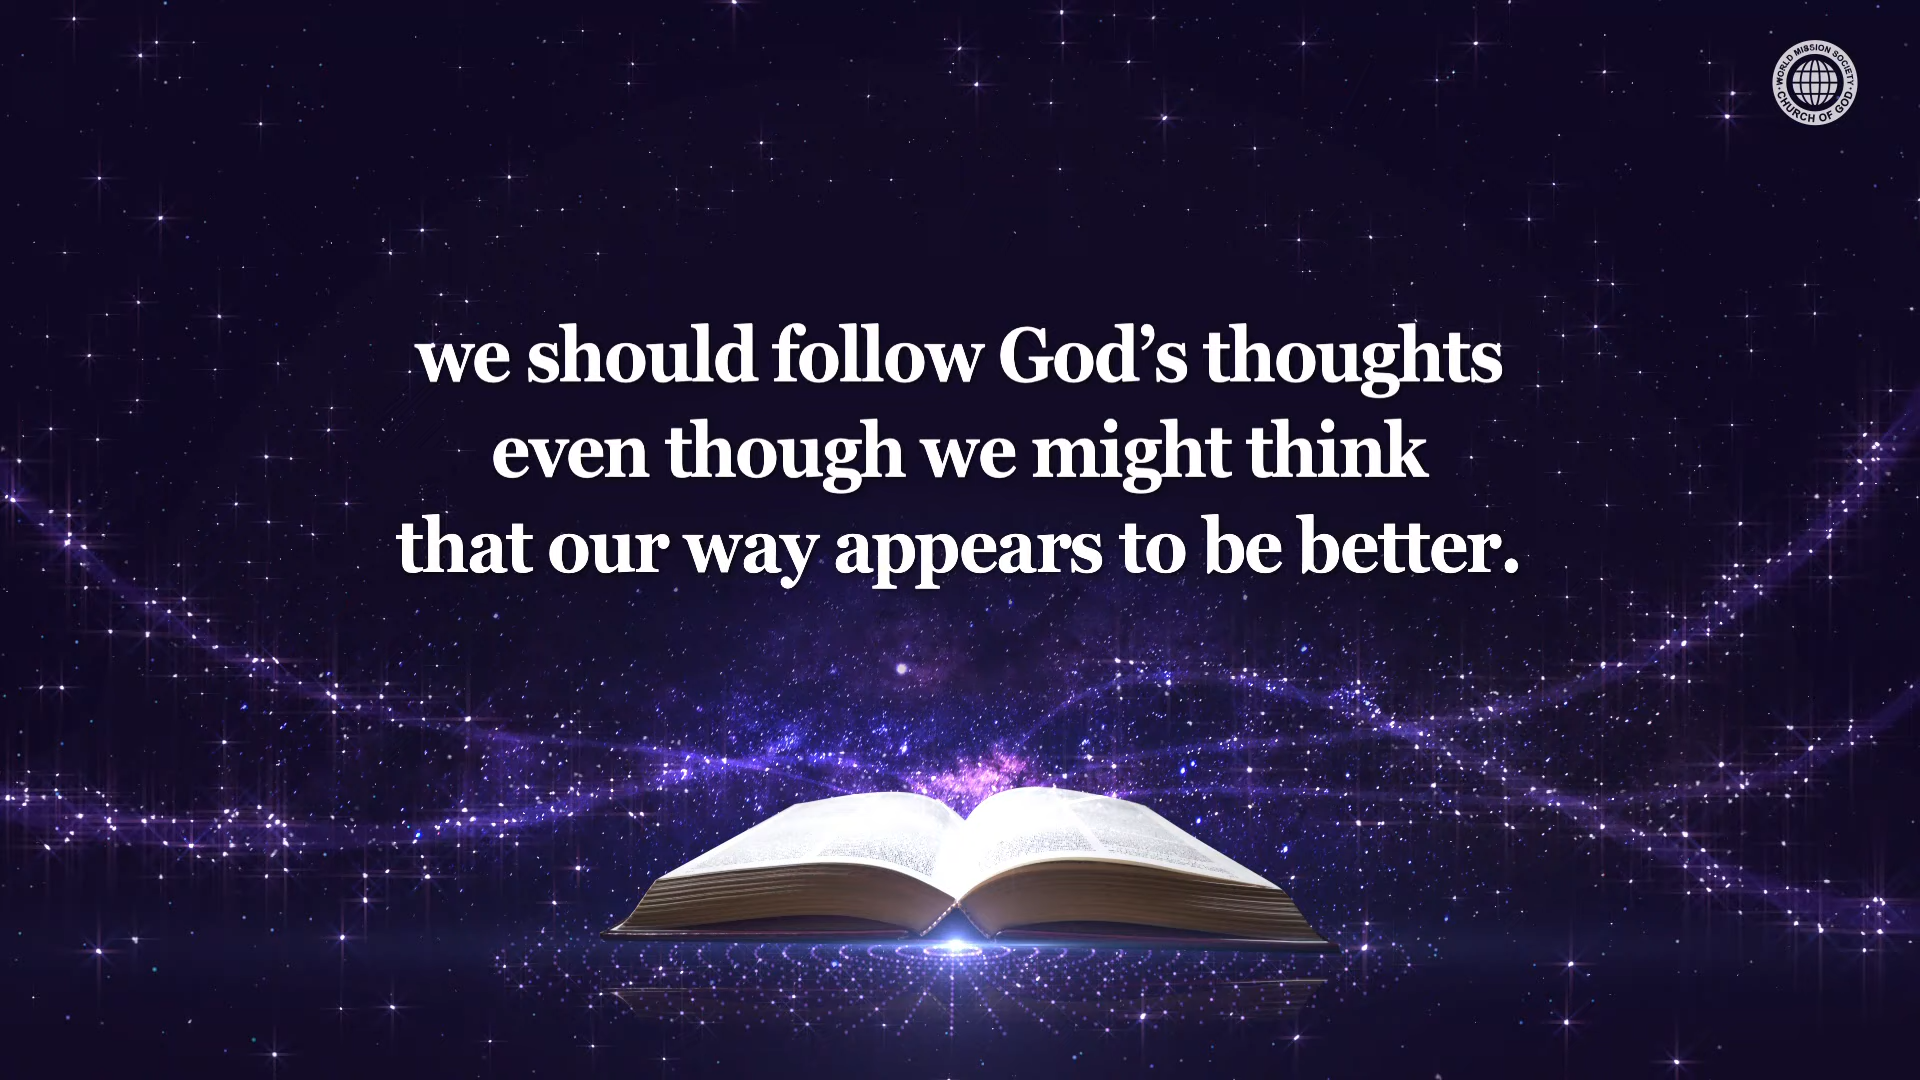 WORLD MISSION SOCIETY
CHURCH OF GOD
we should follow God’s thoughts
even though we might think
that our way appears to be better.